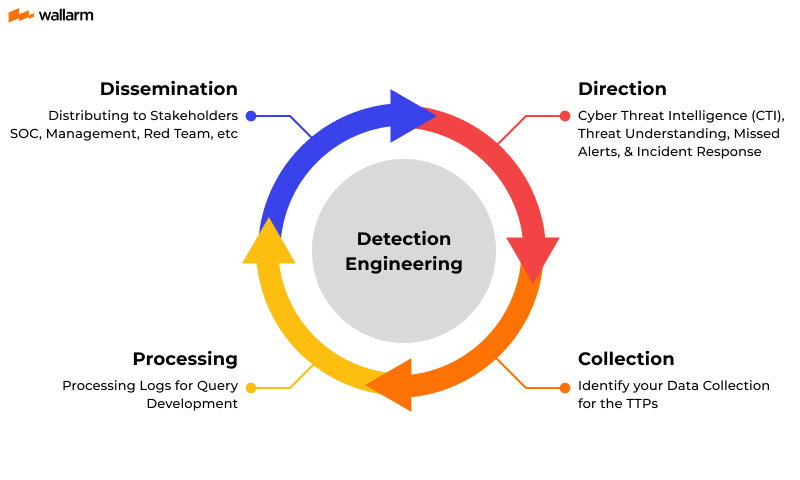 wallarm
Dissemination
Distributing to Stakeholders
SOC, Management, Red Team, etc
Direction
Cyber Threat Intelligence (CTI),
Threat Understanding, Missed
Alerts, & Incident Response
Detection
Engineering
Processing
Processing Logs for Query
Development
Collection
Identify your Data Collection
for the TTPs